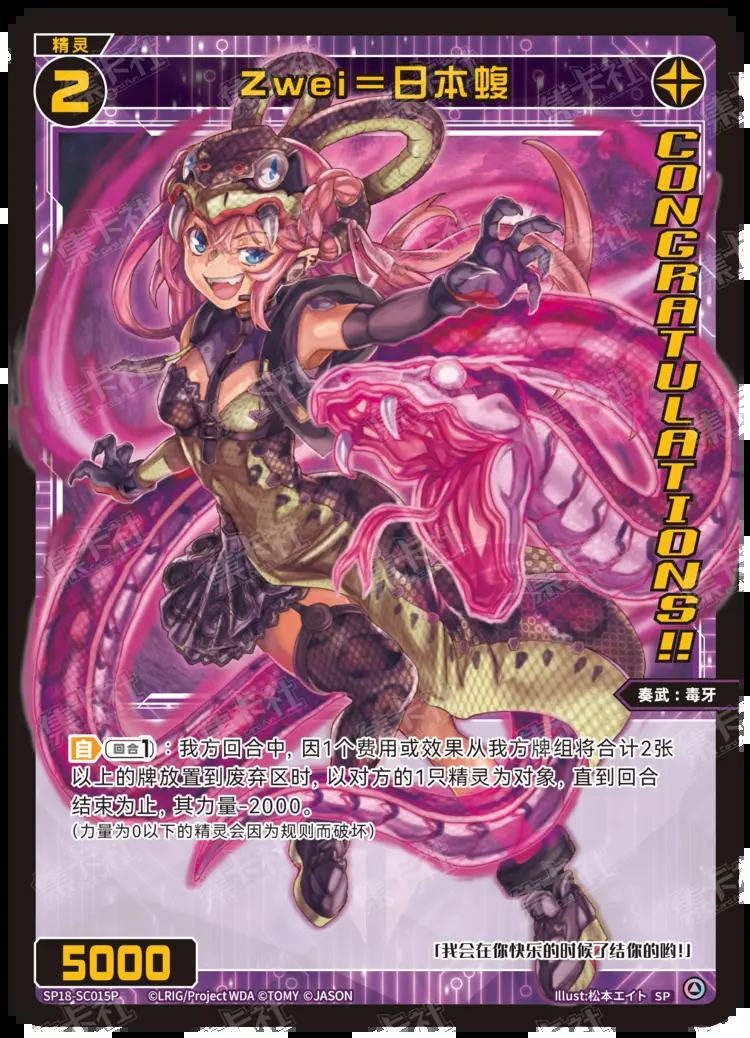 精灵
2
Zwei=日本蝮
CONGRATULATIONS!!
奏武:毒牙
自 回合1 : 我方回合中, 因1个费用或效果从我方牌组将合计2张
以上的牌放置到废弃区时, 以对方的1只精灵为对象, 直到回合
结束为止, 其力量-2000。
(力量为0以下的精灵会因为规则而破坏)
「我会在你快乐的时候了结你的哟!」
5000
SP18-SC015P ©LRIG/Project WDA ©TOMY ©JASON
Illust:松本エイト SP
集卡社